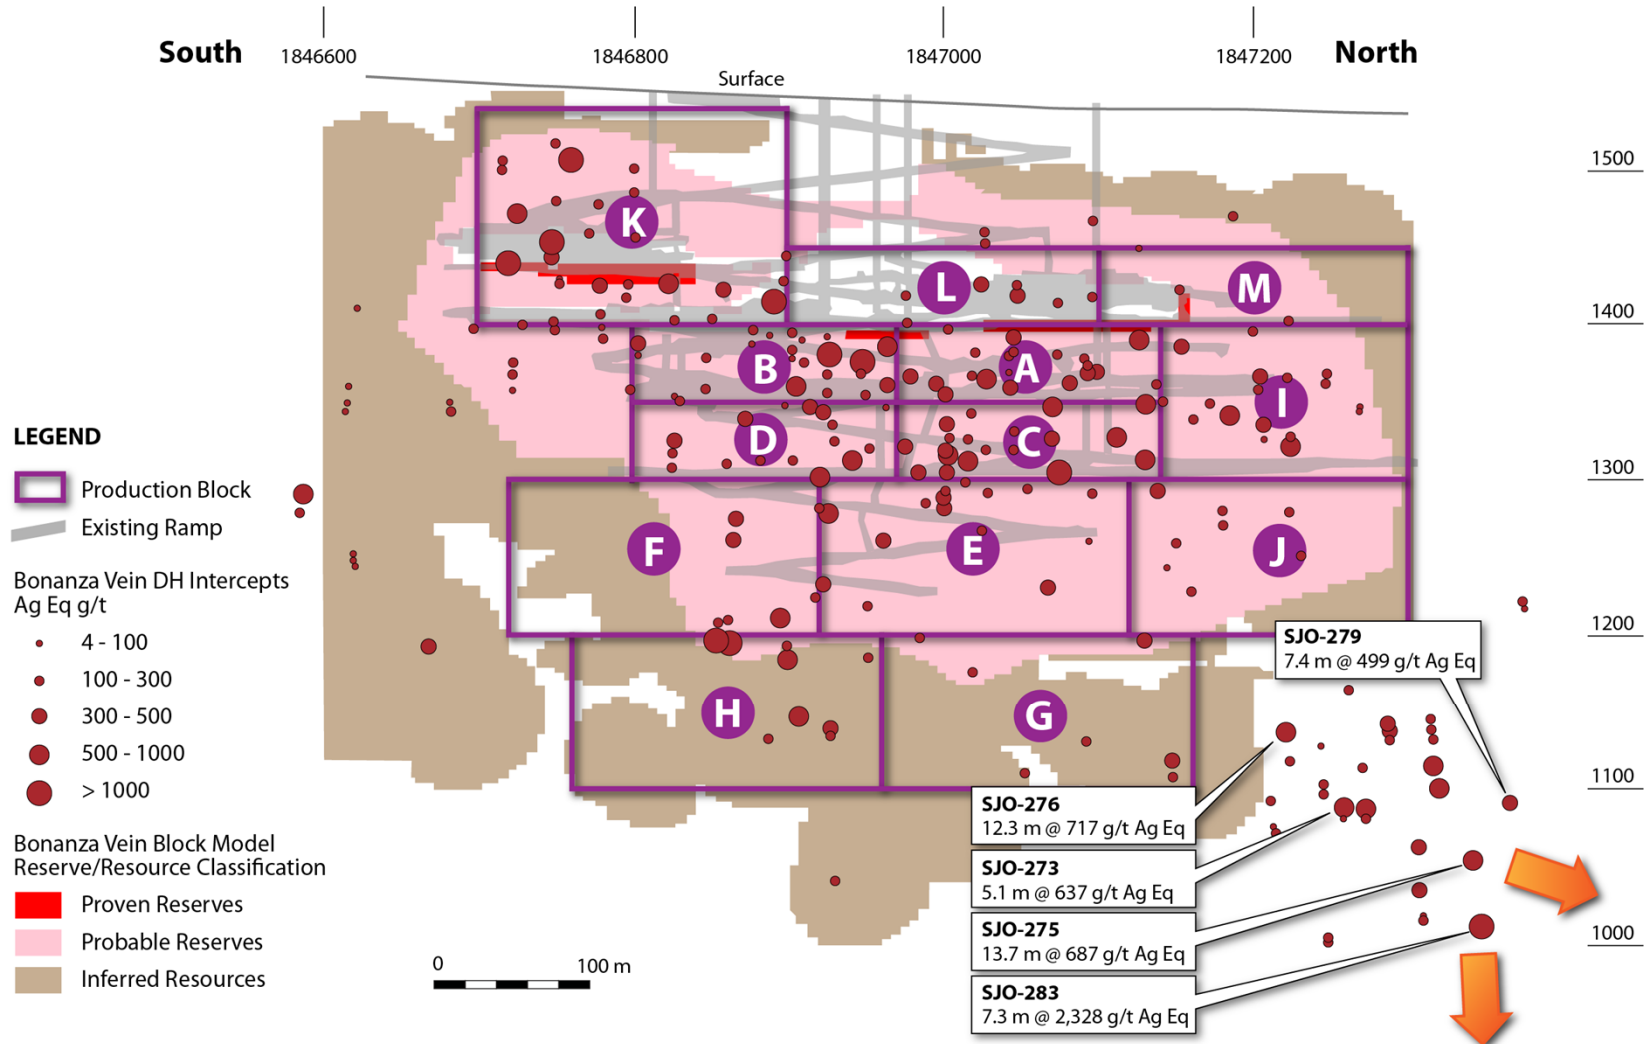 South
1846600
1846800
1847000
1847200
North
Surface
1500
K
L
M
1400
B
A
I
LEGEND
D
C
Production Block
1300
Existing Ramp
F
E
J
Bonanza Vein DH Intercepts
Ag Eq g/t
4 - 100
100 - 300
300 - 500
500 - 1000
> 1000
1200
SJO-279
7.4 m @ 499 g/t Ag Eq
H
G
1100
SJO-276
12.3 m @ 717 g/t Ag Eq
Bonanza Vein Block Model
Reserve/Resource Classification
SJO-273
5.1 m @ 637 g/t Ag Eq
Proven Reserves
Probable Reserves
Inferred Resources
SJO-275
13.7 m @ 687 g/t Ag Eq
1000
0 100 m
SJO-283
7.3 m @ 2,328 g/t Ag Eq